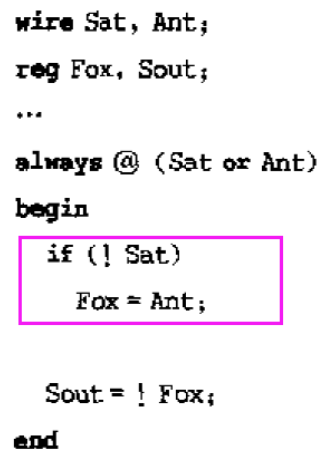 wire Sat, Ant;
reg Fox, Sout;
...
always @ (Sat or Ant)
begin
if (! Sat)
Fox = Ant;
Sout = ! Fox;
end